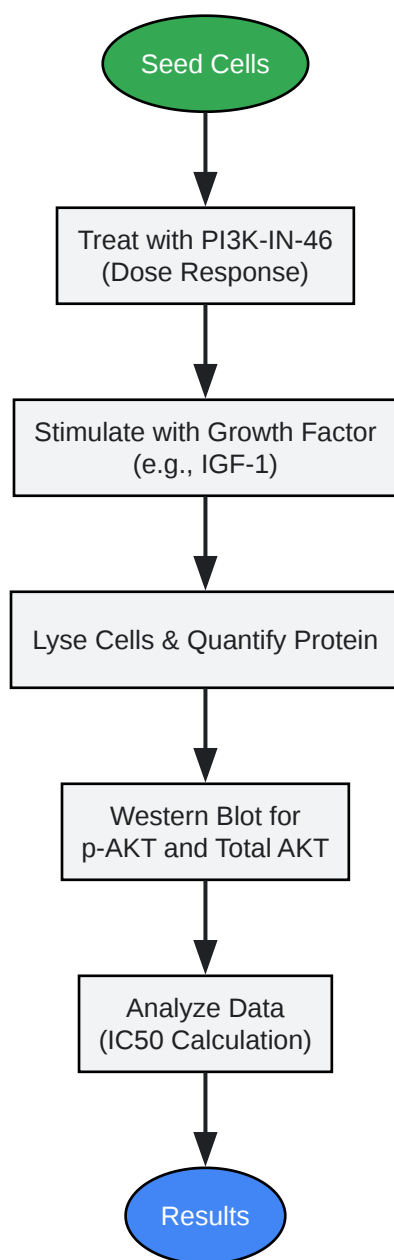 Seed Cells
Treat with PI3K-IN-46
(Dose Response)
Stimulate with Growth Factor
(e.g., IGF-1)
Lyse Cells & Quantify Protein
Western Blot for
p-AKT and Total AKT
Analyze Data
(IC50 Calculation)
Results